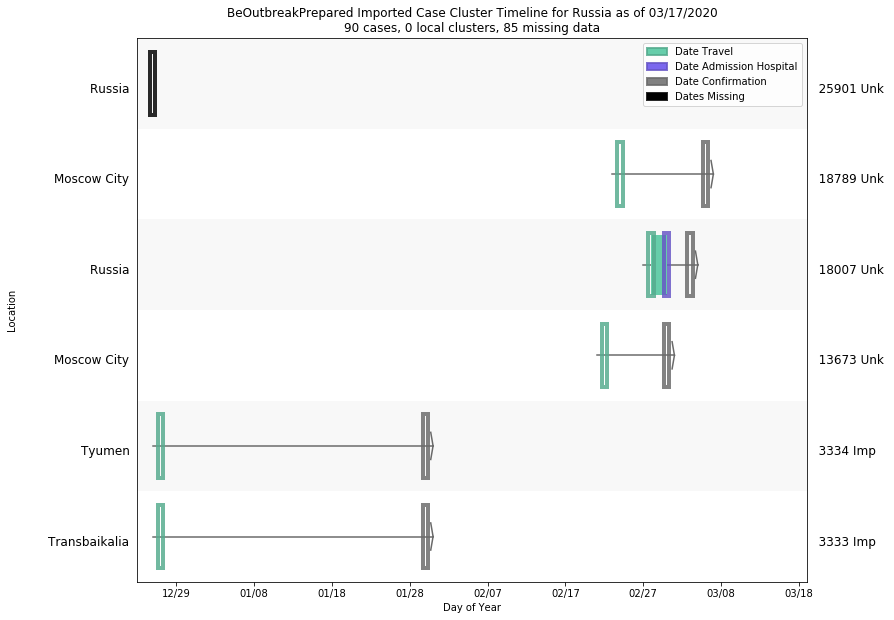 BeOutbreakPrepared Imported Case Cluster Timeline for Russia as of 03/17/2020
90 cases, 0 local clusters, 85 missing data
Date Travel
Date Admission Hospital
Date Confirmation
Dates Missing
Russia
25901 Unk
Moscow City
18789 Unk
Russia
18007 Unk
Location
Moscow City
13673 Unk
Tyumen
3334 Imp
Transbaikalia
3333 Imp
12/29
01/08
01/18
01/28
02/07
02/17
02/27
03/08
03/18
Day of Year